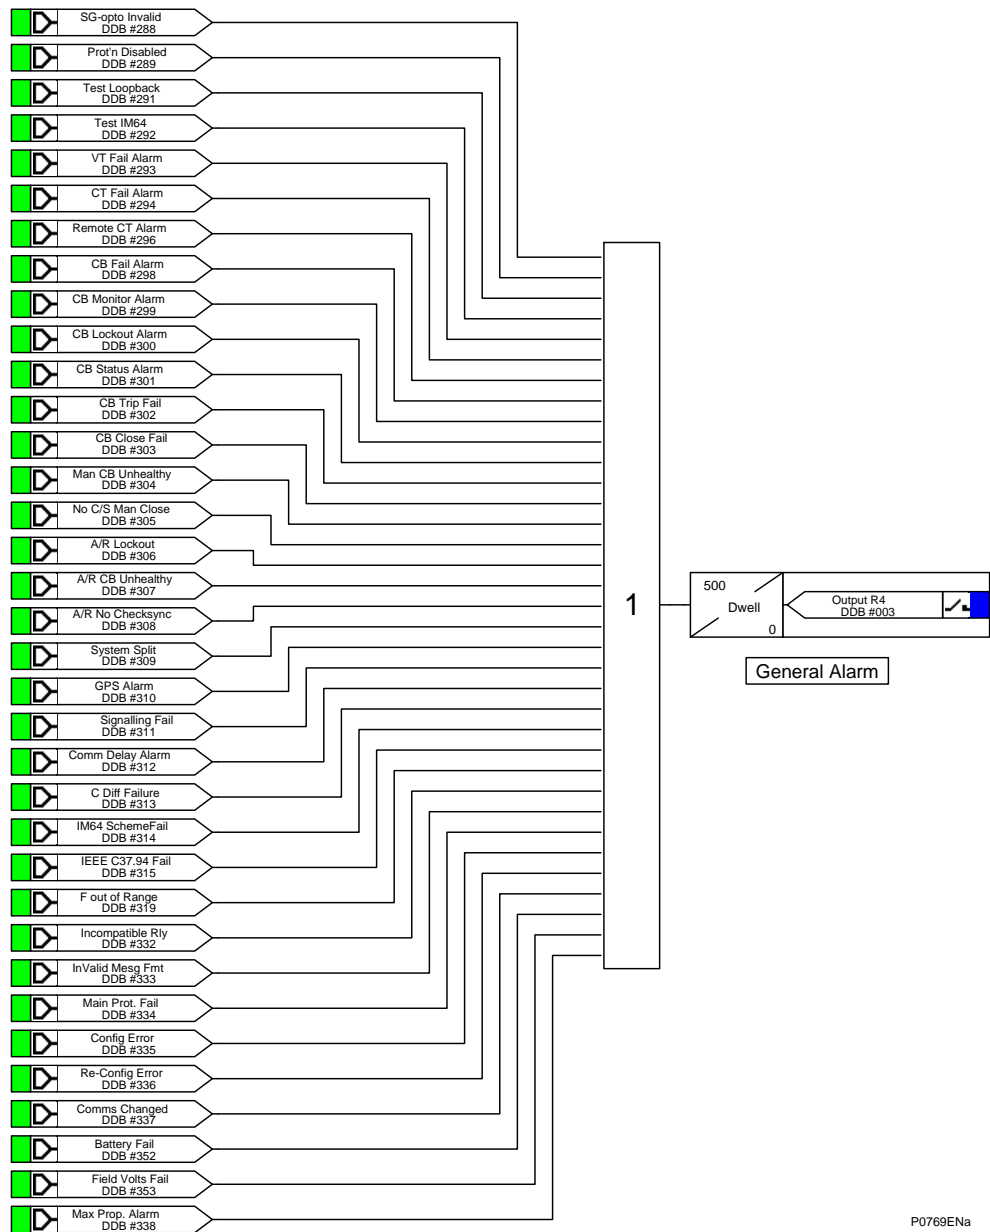 SG-opto Invalid
DDB #288
Prot'n Disabled
DDB #289
Test Loopback
DDB #291
Test IM64
DDB #292
VT Fail Alarm
DDB #293
CT Fail Alarm
DDB #294
Remote CT Alarm
DDB #296
CB Fail Alarm
DDB #298
CB Monitor Alarm
DDB #299
CB Lockout Alarm
DDB #300
CB Status Alarm
DDB #301
CB Trip Fail
DDB #302
CB Close Fail
DDB #303
Man CB Unhealthy
DDB #304
No C/S Man Close
DDB #305
A/R Lockout
DDB #306
A/R CB Unhealthy
DDB #307
A/R No Checksync
DDB #308
System Split
DDB #309
GPS Alarm
DDB #310
Signalling Fail
DDB #311
Comm Delay Alarm
DDB #312
C Diff Failure
DDB #313
IM64 SchemeFail
DDB #314
IEEE C37.94 Fail
DDB #315
F out of Range
DDB #319
Incompatible Rly
DDB #332
InValid Mesg Fmt
DDB #333
Main Prot. Fail
DDB #334
Config Error
DDB #335
Re-Config Error
DDB #336
Comms Changed
DDB #337
Battery Fail
DDB #352
Field Volts Fail
DDB #353
Max Prop. Alarm
DDB #338
1
500
Dwell
0
Output R4
DDB #003
General Alarm
P0769ENa